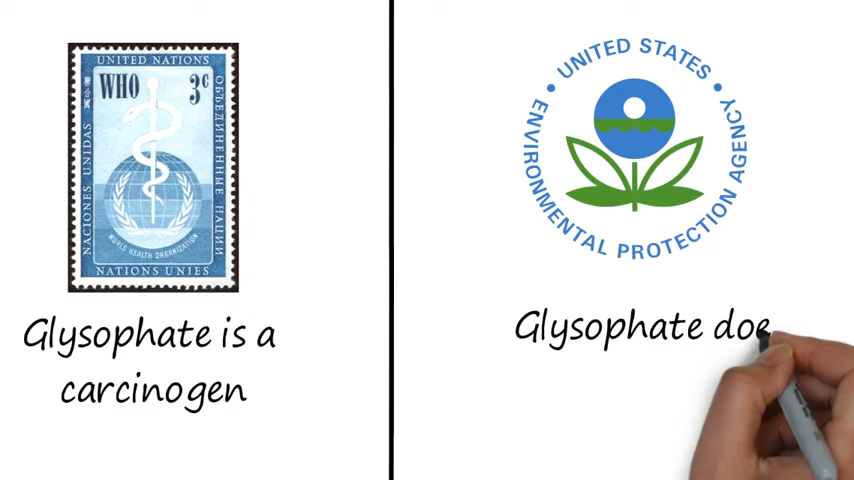 UNITED NATIONS
WHO 3c
NACIONES UNIDAS
ОБЪЕДИНЕННЫЕ НАЦИИ
WORLD HEALTH ORGANIZATION
NATIONS UNIES
Glysophate is a
carcinogen
UNITED STATES
ENVIRONMENTAL PROTECTION AGENCY
Glysophate doe